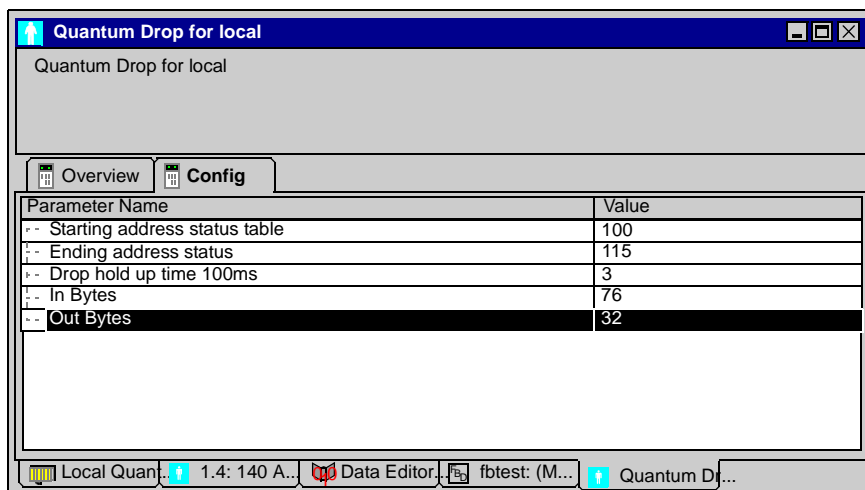 Quantum Drop for local
Quantum Drop for local
Overview Config
Parameter Name Value
Starting address status table 100
Ending address status 115
Drop hold up time 100ms 3
In Bytes 76
Out Bytes 32
Local Quant... 1.4: 140 A... Data Editor... FBD fbtest: (M... Quantum Dr...